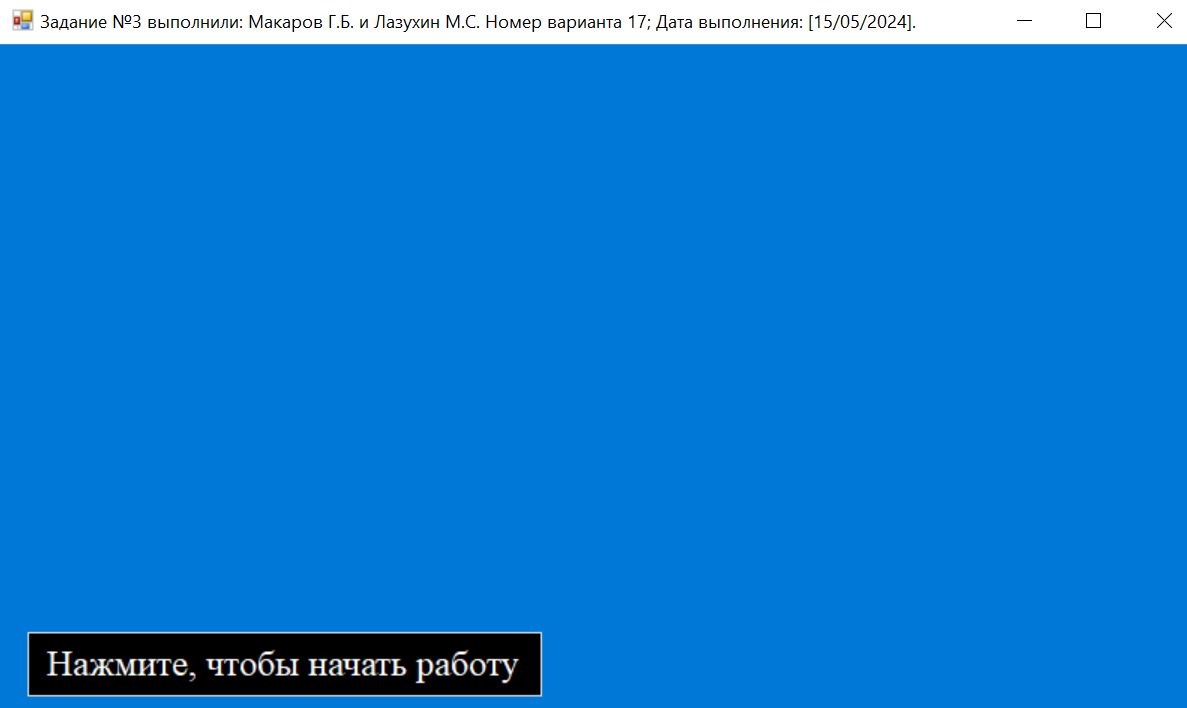 Задание №3 выполнили: Макаров Г.Б. и Лазухин М.С. Номер варианта 17; Дата выполнения: [15/05/2024].
Нажмите, чтобы начать работу